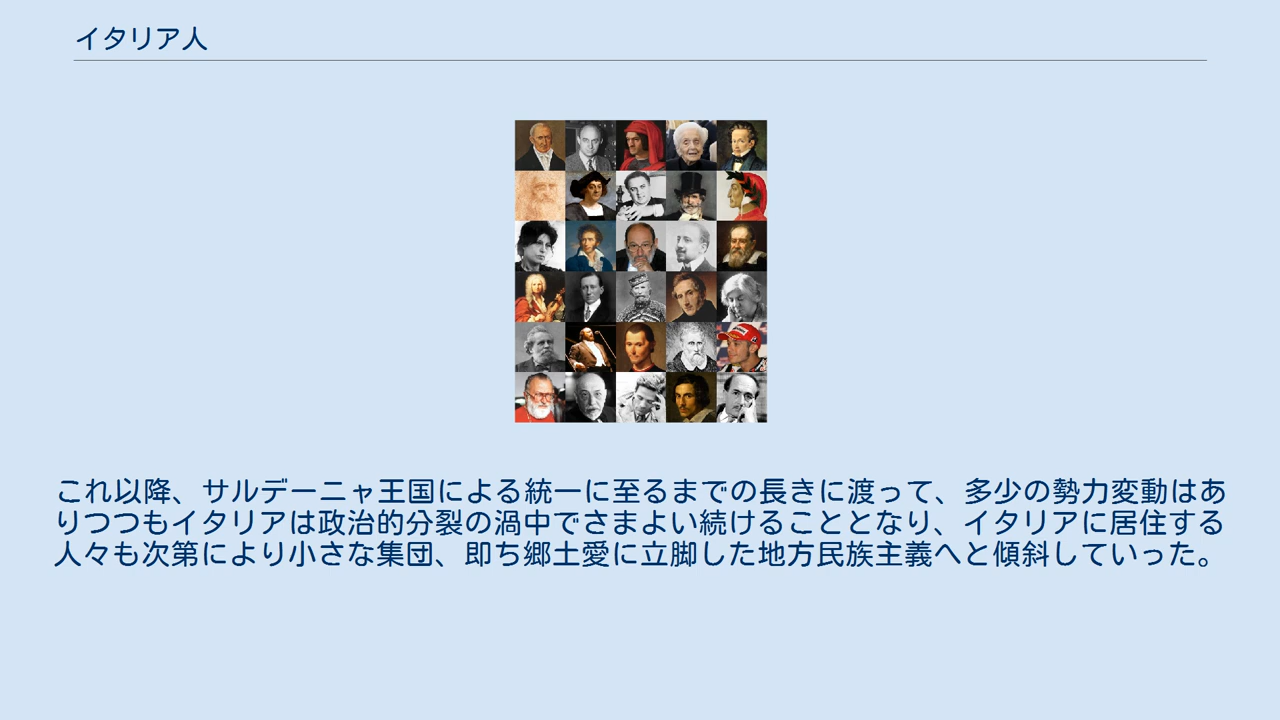 イタリア人
これ以降、サルデーニャ王国による統一に至るまでの長きに渡って、多少の勢力変動はあ
りつつもイタリアは政治的分裂の渦中でさまよい続けることとなり、イタリアに居住する
人々も次第により小さな集団、即ち郷土愛に立脚した地方民族主義へと傾斜していった。